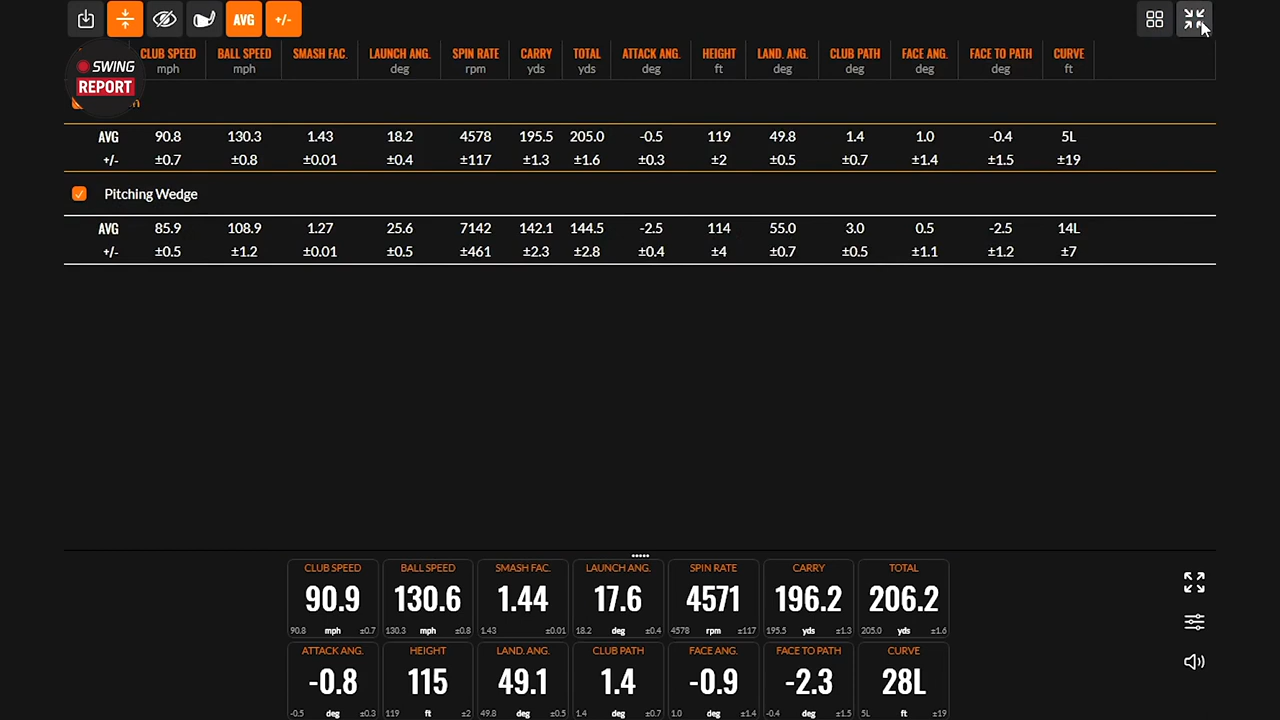 AVG +/-
CLUB SPEED BALL SPEED SMASH FAC. LAUNCH ANG. SPIN RATE CARRY TOTAL ATTACK ANG. HEIGHT LAND. ANG. CLUB PATH FACE ANG. FACE TO PATH CURVE
mph mph deg rpm yds yds deg ft deg deg deg deg ft
SWING
REPORT
AVG 90.8 130.3 1.43 18.2 4578 195.5 205.0 -0.5 119 49.8 1.4 1.0 -0.4 5L
+/- ±0.7 ±0.8 ±0.01 ±0.4 ±117 ±1.3 ±1.6 ±0.3 ±2 ±0.5 ±0.7 ±1.4 ±1.5 ±19
Pitching Wedge
AVG 85.9 108.9 1.27 25.6 7142 142.1 144.5 -2.5 114 55.0 3.0 0.5 -2.5 14L
+/- ±0.5 ±1.2 ±0.01 ±0.5 ±461 ±2.3 ±2.8 ±0.4 ±4 ±0.7 ±0.5 ±1.1 ±1.2 ±7
CLUB SPEED BALL SPEED SMASH FAC. LAUNCH ANG. SPIN RATE CARRY TOTAL
90.9 130.6 1.44 17.6 4571 196.2 206.2
90.8 mph ±0.7 130.3 mph ±0.8 1.43 ±0.01 18.2 deg ±0.4 4578 rpm ±117 195.5 yds ±1.3 205.0 yds ±1.6
ATTACK ANG. HEIGHT LAND. ANG. CLUB PATH FACE ANG. FACE TO PATH CURVE
-0.8 115 49.1 1.4 -0.9 -2.3 28L
-0.5 deg ±0.3 119 ft ±2 49.8 deg ±0.5 1.4 deg ±0.7 1.0 deg ±1.4 -0.4 deg ±1.5 5L ft ±19